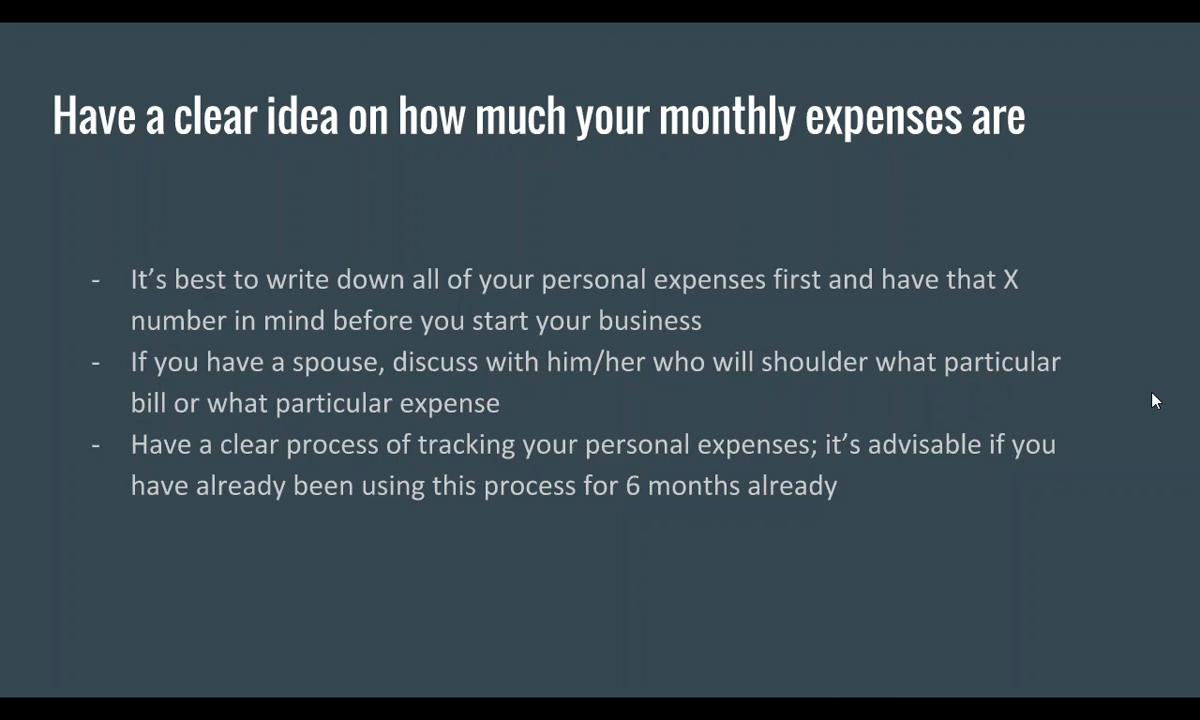 Have a clear idea on how much your monthly expenses are
- It’s best to write down all of your personal expenses first and have that X
number in mind before you start your business
- If you have a spouse, discuss with him/her who will shoulder what particular
bill or what particular expense
- Have a clear process of tracking your personal expenses; it’s advisable if you
have already been using this process for 6 months already